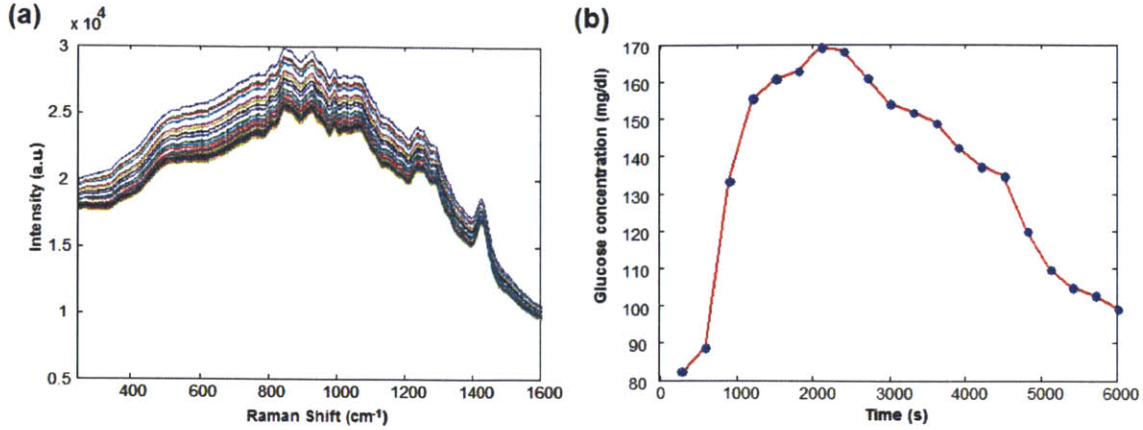 (a)
x 10⁴
3
2.5
2
1.5
1
0.5
400 600 800 1000 1200 1400 1600
Intensity (a.u)
Raman Shift (cm⁻¹)
(b)
170
160
150
140
130
120
110
100
90
80
0 1000 2000 3000 4000 5000 6000
Glucose concentration (mg/dl)
Time (s)